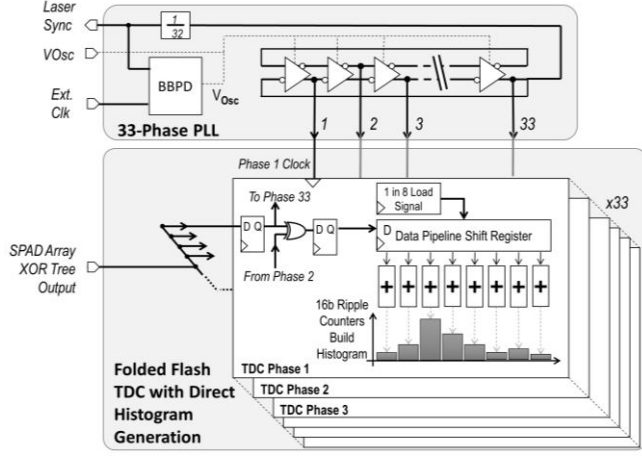 Laser
Sync
1
32
VOsc
BBPD
V_Osc
Ext.
Clk
33-Phase PLL
1
2
3
33
Phase 1 Clock
To Phase 33
1 in 8 Load
Signal
x33
D Q
D Q
D
Data Pipeline Shift Register
SPAD Array
XOR Tree
Output
From Phase 2
+ + + + + + + +
16b Ripple
Counters
Build
Histogram
TDC Phase 1
Folded Flash
TDC with Direct
Histogram
Generation
TDC Phase 2
TDC Phase 3